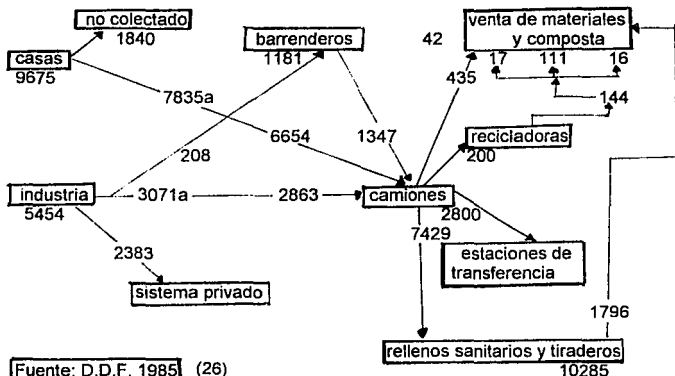 no colectado
1840
casas
9675
barrenderos
1181
42
venta de materiales
y composta
17 111 16
435
144
7835a
6654
1347
recicladoras
200
208
industria
5454
3071a
2863
camiones
2800
7429
2383
estaciones de
transferencia
sistema privado
1796
rellenos sanitarios y tiraderos
10285
Fuente: D.D.F. 1985 (26)